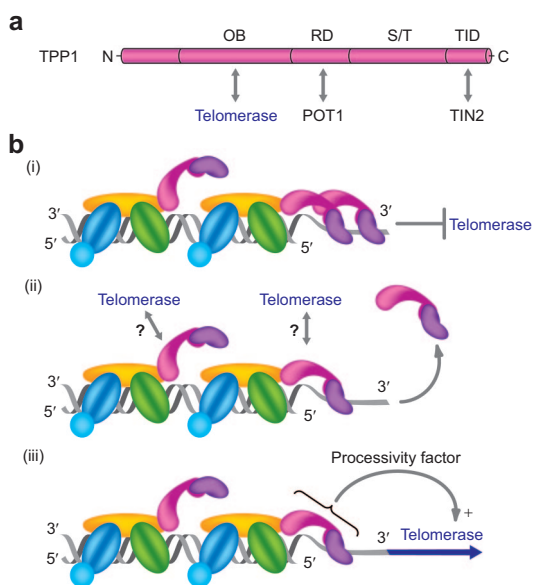 a
OB RD S/T TID
TPP1 N C
Telomerase POT1 TIN2
b
(i)
3′ 3′
Telomerase
5′ 5′
(ii)
Telomerase Telomerase
? ?
3′ 3′
5′ 5′
(iii)
Processivity factor
+
3′ 3′ Telomerase
5′ 5′